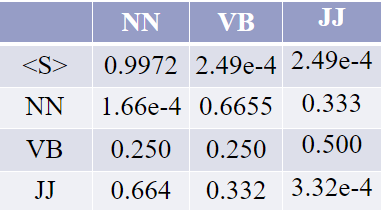 NN VB JJ
<S> 0.9972 2.49e-4 2.49e-4
NN 1.66e-4 0.6655 0.333
VB 0.250 0.250 0.500
JJ 0.664 0.332 3.32e-4